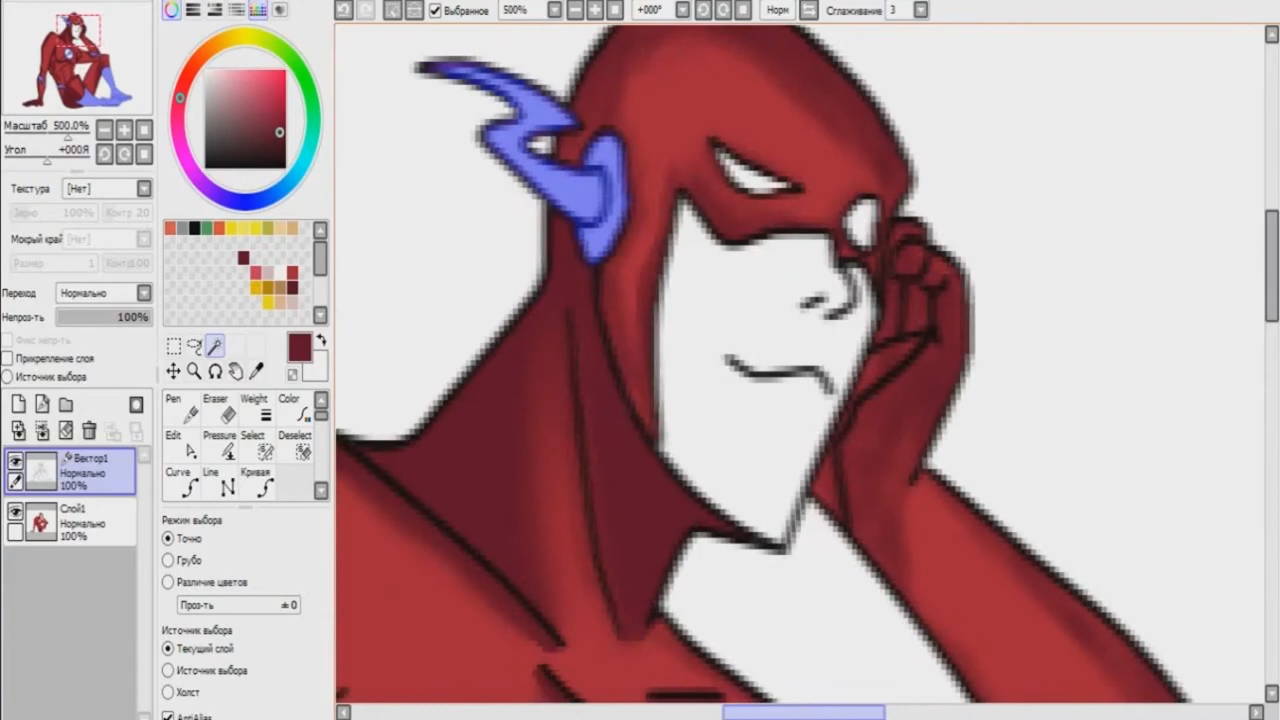 Выбранное 500% +000° Норм Сглаживание 3
Масштаб 500.0%
Угол +000Я
Текстура [Нет]
Зерно 100% Контр 20
Мокрый край [Нет]
Размер 1 Контр 100
Переход Нормально
Непроз-ть 100%
Фикс непр-ть
Прикрепление слоя
Источник выбора
Вектор1
Нормально
100%
Слой1
Нормально
100%
Pen Eraser Weight Color
Edit Pressure Select Deselect
Curve Line Кривая
Режим выбора
Точно
Грубо
Различие цветов
Проз-ть ± 0
Источник выбора
Текущий слой
Источник выбора
Холст
AntiAlias